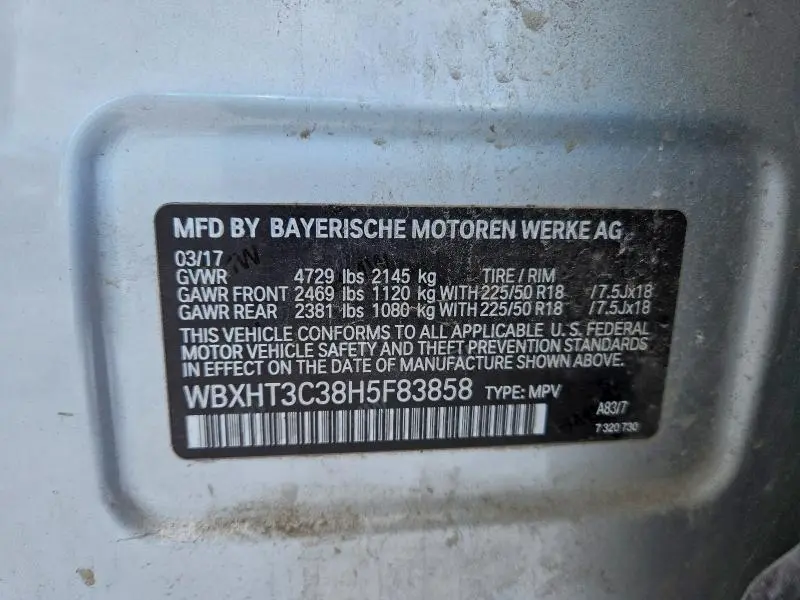 MFD BY BAYERISCHE MOTOREN WERKE AG
03/17
GVWR 4729 lbs 2145 kg TIRE / RIM
GAWR FRONT 2469 lbs 1120 kg WITH 225/50 R18 /7.5Jx18
GAWR REAR 2381 lbs 1080 kg WITH 225/50 R18 /7.5Jx18
THIS VEHICLE CONFORMS TO ALL APPLICABLE U.S. FEDERAL
MOTOR VEHICLE SAFETY AND THEFT PREVENTION STANDARDS
IN EFFECT ON THE DATE OF MANUFACTURE SHOWN ABOVE.
WBXHT3C38H5F83858 TYPE: MPV
A83/7
7 320 730